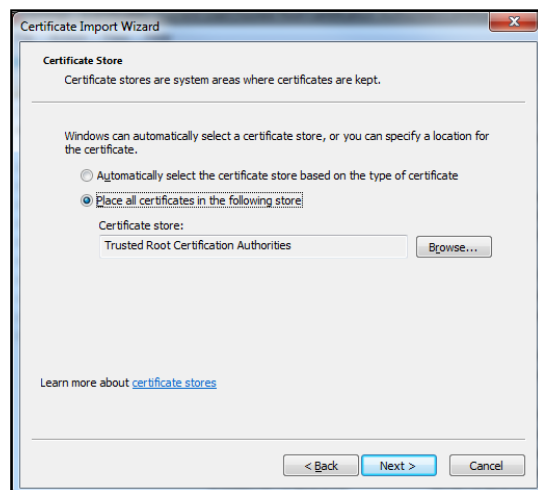 Certificate Import Wizard
Certificate Store
Certificate stores are system areas where certificates are kept.
Windows can automatically select a certificate store, or you can specify a location for
the certificate.
Automatically select the certificate store based on the type of certificate
Place all certificates in the following store
Certificate store:
Trusted Root Certification Authorities
Browse...
Learn more about certificate stores
< Back
Next >
Cancel